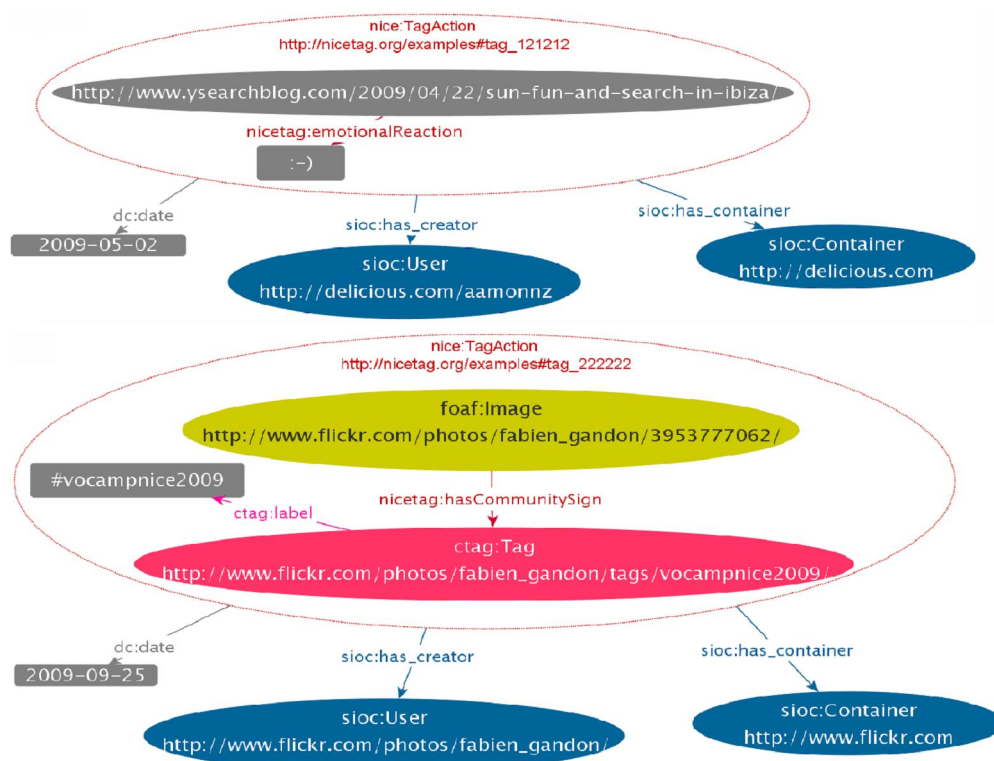 nice:TagAction
http://nicetag.org/examples#tag_121212
http://www.ysearchblog.com/2009/04/22/sun-fun-and-search-in-ibiza/
nicetag:emotionalReaction
:-)
dc:date
2009-05-02
sioc:has_creator
sioc:User
http://delicious.com/aamonnz
sioc:has_container
sioc:Container
http://delicious.com
nice:TagAction
http://nicetag.org/examples#tag_222222
foaf:Image
http://www.flickr.com/photos/fabien_gandon/3953777062/
#vocampnice2009
nicetag:hasCommunitySign
ctag:label
ctag:Tag
http://www.flickr.com/photos/fabien_gandon/tags/vocampnice2009/
dc:date
2009-09-25
sioc:has_creator
sioc:has_container
sioc:User
http://www.flickr.com/photos/fabien_gandon/
sioc:Container
http://www.flickr.com